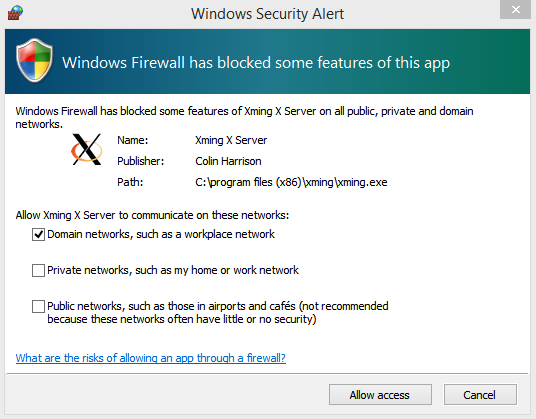 Windows Security Alert
Windows Firewall has blocked some features of this app
Windows Firewall has blocked some features of Xming X Server on all public, private and domain
networks.
Name: Xming X Server
Publisher: Colin Harrison
Path: C:\program files (x86)\xming\xming.exe
Allow Xming X Server to communicate on these networks:
Domain networks, such as a workplace network
Private networks, such as my home or work network
Public networks, such as those in airports and cafés (not recommended
because these networks often have little or no security)
What are the risks of allowing an app through a firewall?
Allow access Cancel